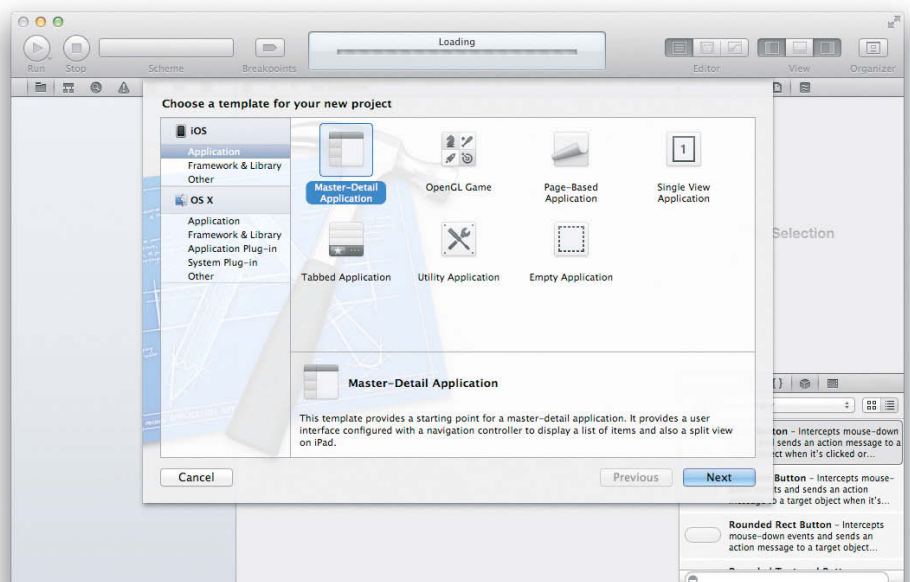 Loading
Run
Stop
Scheme
Breakpoints
Editor
View
Organizer
Choose a template for your new project
iOS
Application
Framework & Library
Other
OS X
Application
Framework & Library
Application Plug-in
System Plug-in
Other
Master-Detail
Application
OpenGL Game
Page-Based
Application
1
Single View
Application
Tabbed Application
Utility Application
Empty Application
Selection
Master-Detail Application
This template provides a starting point for a master-detail application. It provides a user
interface configured with a navigation controller to display a list of items and also a split view
on iPad.
Cancel
Previous
Next
{}
- Intercepts mouse-down
sends an action message to a
when it's clicked or...
Button - Intercepts mouse-
and sends an action
to a target object when it's...
Rounded Rect Button - Intercepts
mouse-down events and sends an
action message to a target object...